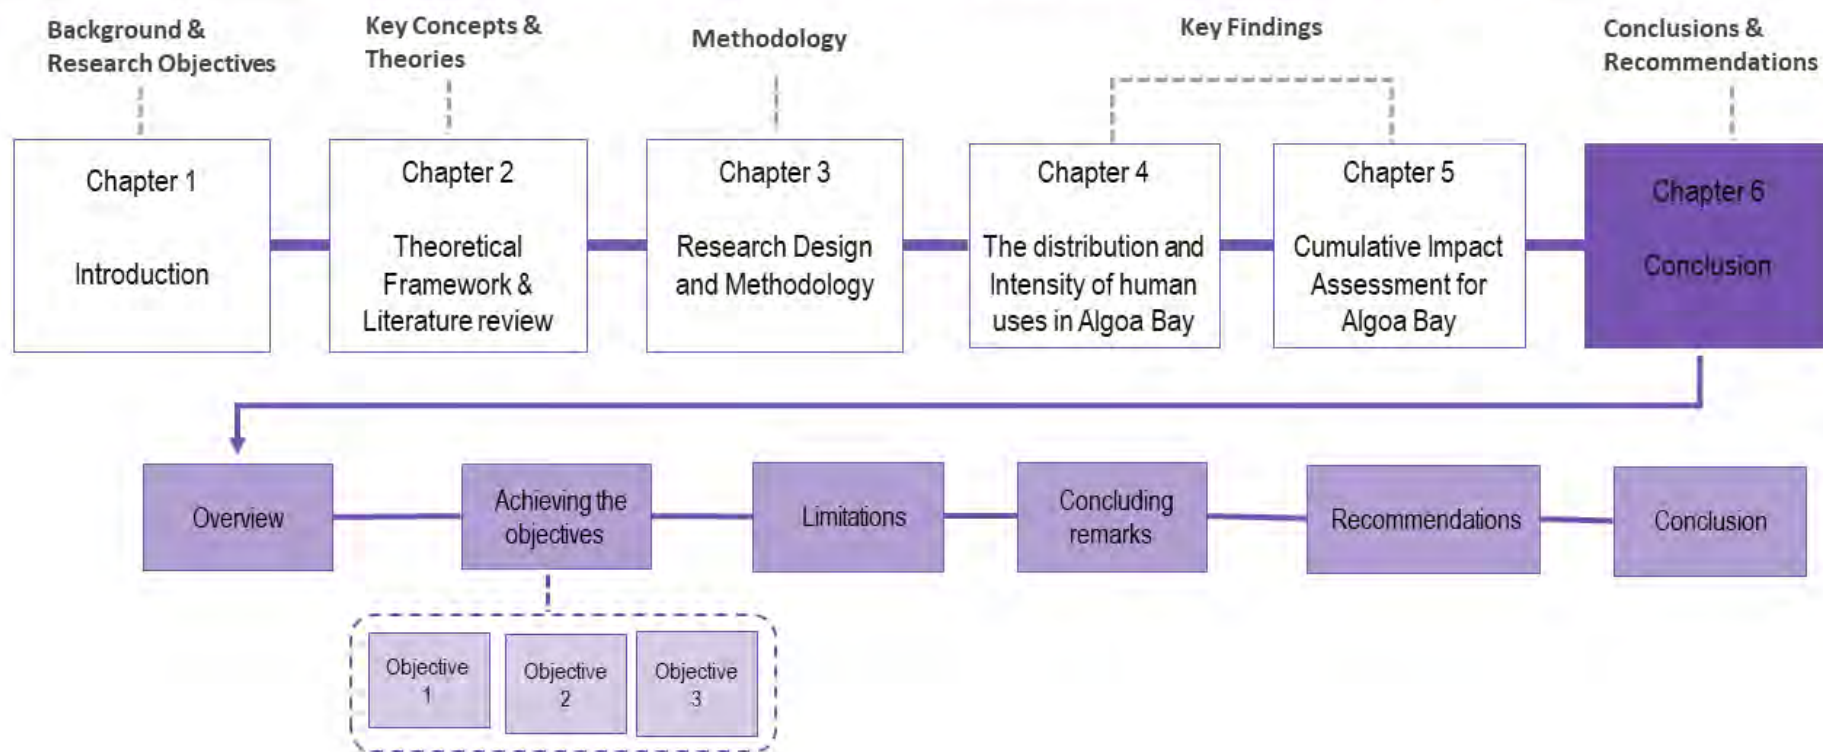 Background &
Research Objectives
Key Concepts &
Theories
Methodology
Key Findings
Conclusions &
Recommendations
Chapter 1
Introduction
Chapter 2
Theoretical
Framework &
Literature review
Chapter 3
Research Design
and Methodology
Chapter 4
The distribution and
Intensity of human
uses in Algoa Bay
Chapter 5
Cumulative Impact
Assessment for
Algoa Bay
Chapter 6
Conclusion
Overview
Achieving the
objectives
Limitations
Concluding
remarks
Recommendations
Conclusion
Objective
1
Objective
2
Objective
3